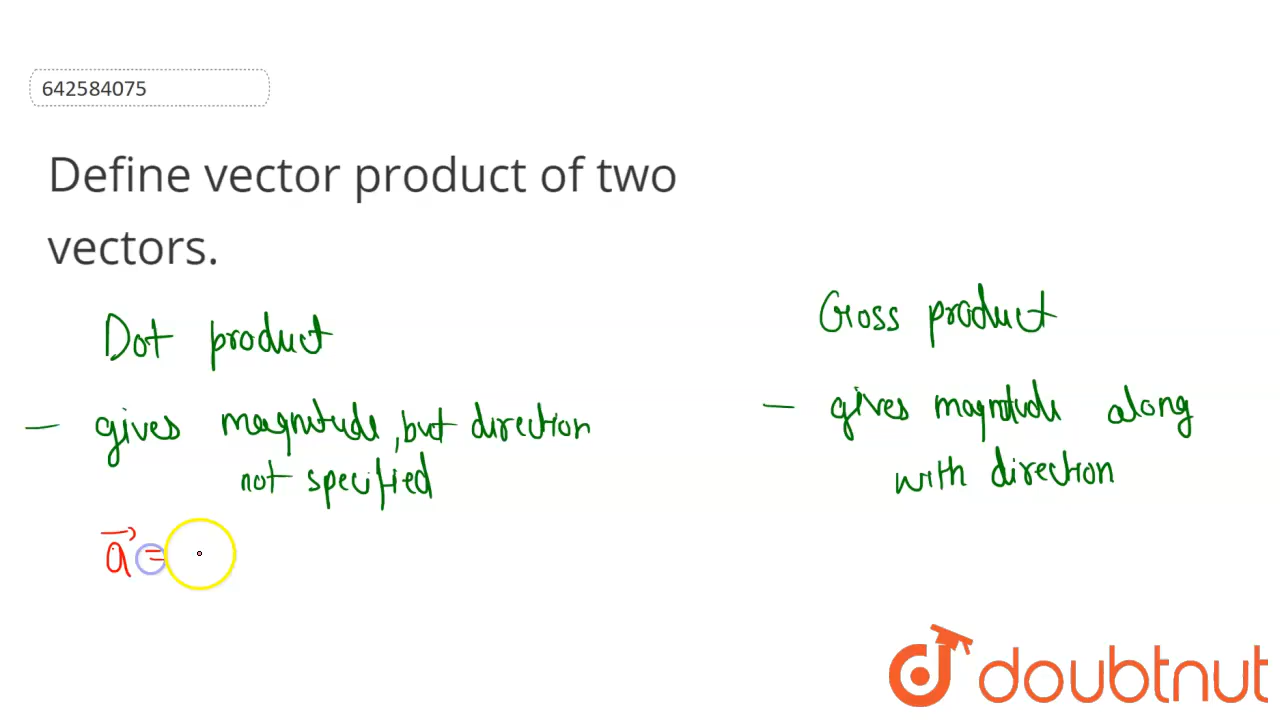 642584075
Define vector product of two
vectors.
Dot product
– gives magnitude, but direction
not specified
a⃗ =
Cross product
– gives magnitude along
with direction
doubtnut